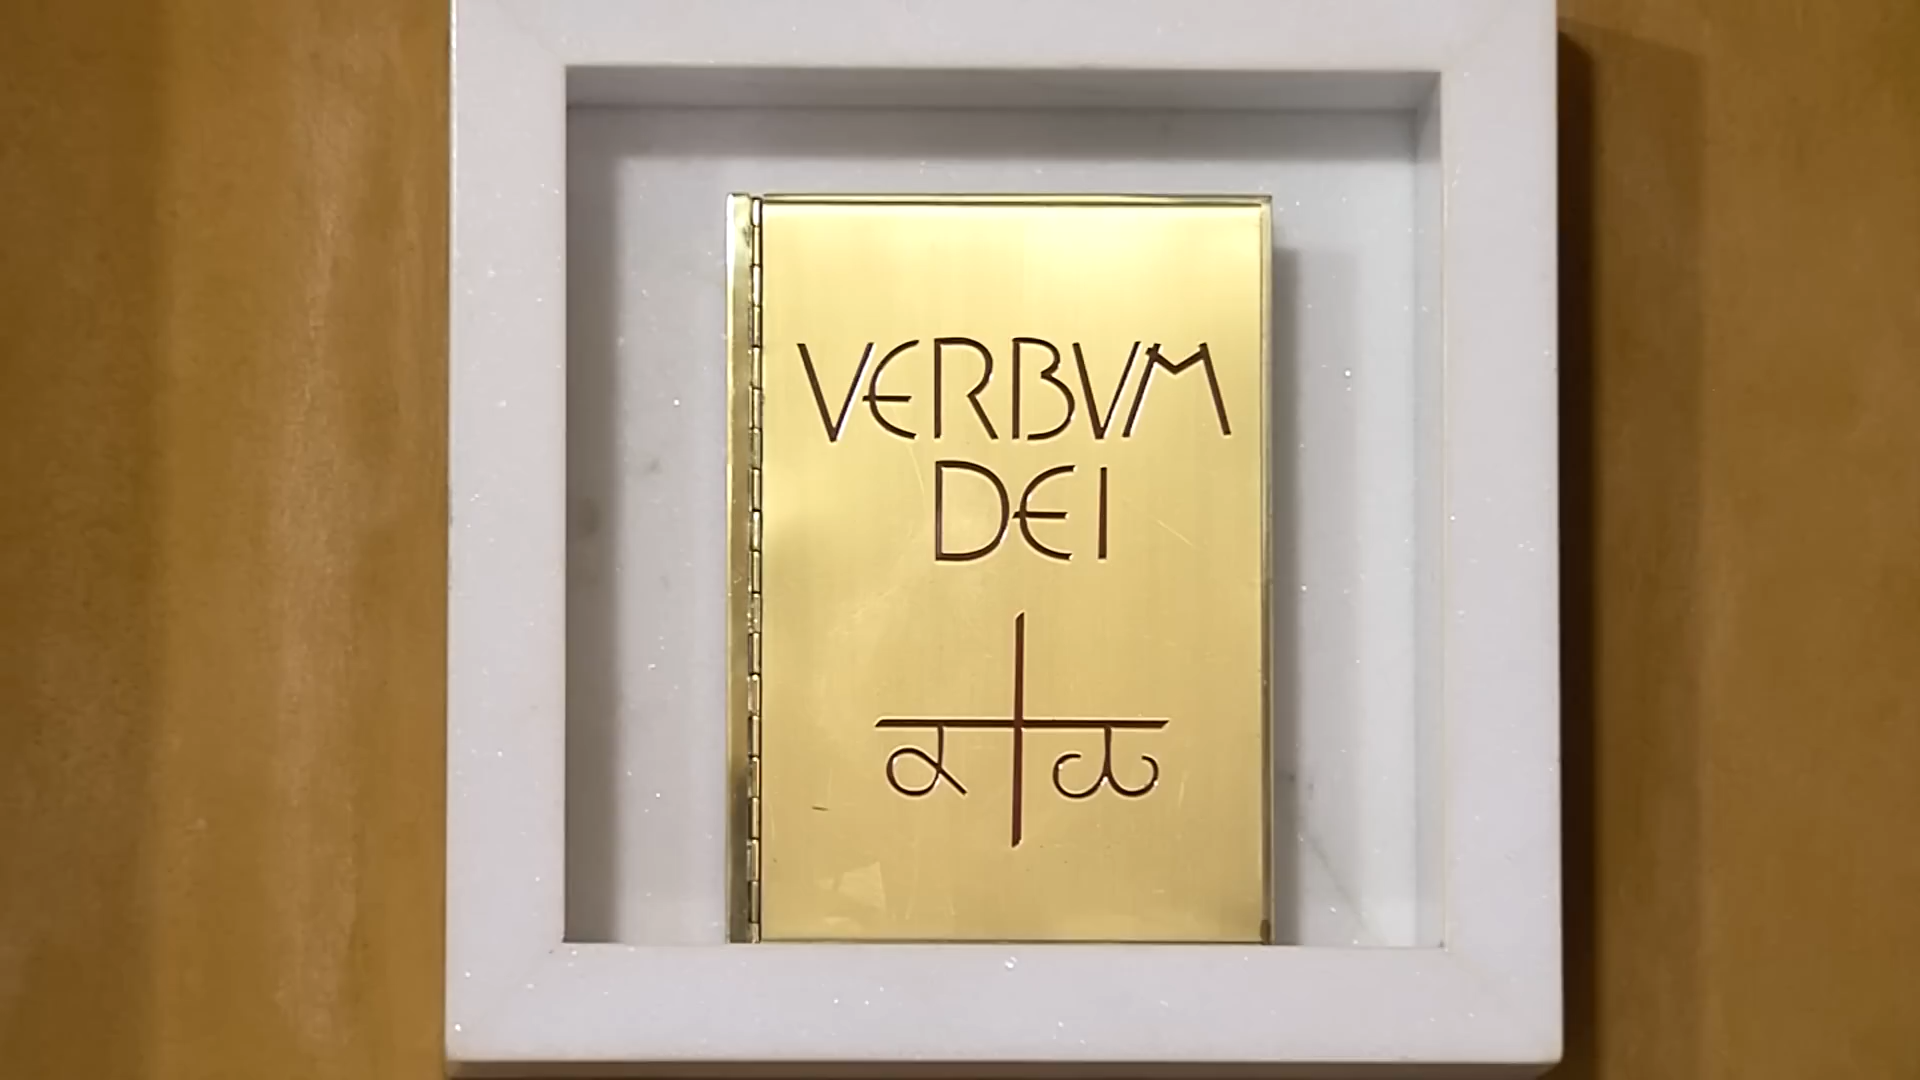 VERBVM
DEI
α ω